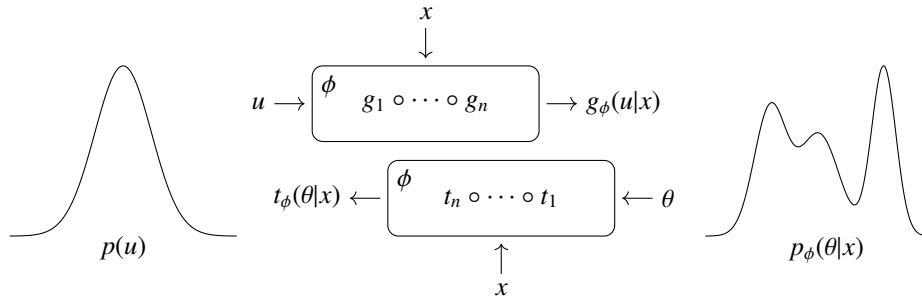 x
ϕ
u → g₁ ∘ ⋯ ∘ gₙ → g_ϕ(u|x)
ϕ
t_ϕ(θ|x) ← tₙ ∘ ⋯ ∘ t₁ ← θ
p(u)
p_ϕ(θ|x)
x